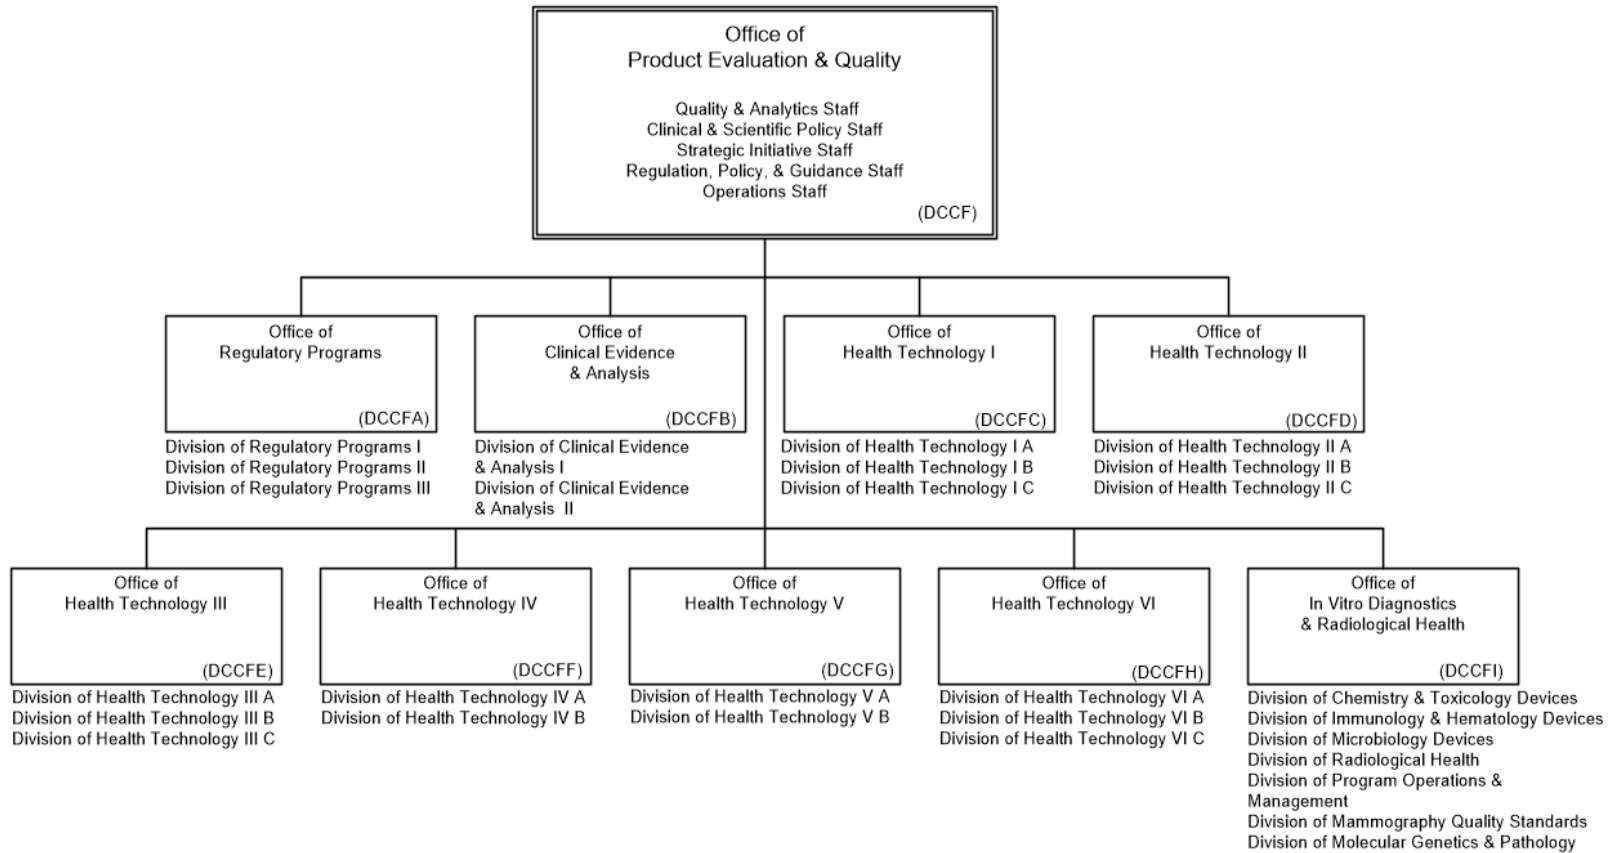 Office of
Product Evaluation & Quality
Quality & Analytics Staff
Clinical & Scientific Policy Staff
Strategic Initiative Staff
Regulation, Policy, & Guidance Staff
Operations Staff
(DCCF)
Office of
Regulatory Programs
(DCCFA)
Division of Regulatory Programs I
Division of Regulatory Programs II
Division of Regulatory Programs III
Office of
Clinical Evidence
& Analysis
(DCCFB)
Division of Clinical Evidence
& Analysis I
Division of Clinical Evidence
& Analysis II
Office of
Health Technology I
(DCCFC)
Division of Health Technology I A
Division of Health Technology I B
Division of Health Technology I C
Office of
Health Technology II
(DCCFD)
Division of Health Technology II A
Division of Health Technology II B
Division of Health Technology II C
Office of
Health Technology III
(DCCFE)
Division of Health Technology III A
Division of Health Technology III B
Division of Health Technology III C
Office of
Health Technology IV
(DCCFF)
Division of Health Technology IV A
Division of Health Technology IV B
Office of
Health Technology V
(DCCFG)
Division of Health Technology V A
Division of Health Technology V B
Office of
Health Technology VI
(DCCFH)
Division of Health Technology VI A
Division of Health Technology VI B
Division of Health Technology VI C
Office of
In Vitro Diagnostics
& Radiological Health
(DCCFI)
Division of Chemistry & Toxicology Devices
Division of Immunology & Hematology Devices
Division of Microbiology Devices
Division of Radiological Health
Division of Program Operations &
Management
Division of Mammography Quality Standards
Division of Molecular Genetics & Pathology